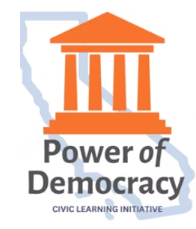 Power of
Democracy
CIVIC LEARNING INITIATIVE